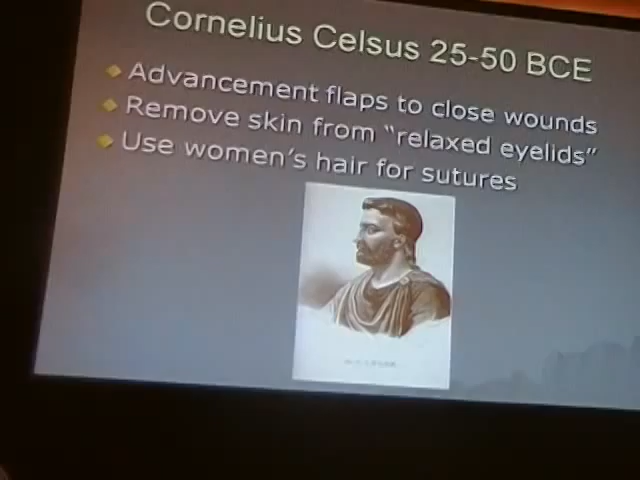 Cornelius Celsus 25-50 BCE
Advancement flaps to close wounds
Remove skin from “relaxed eyelids”
Use women’s hair for sutures